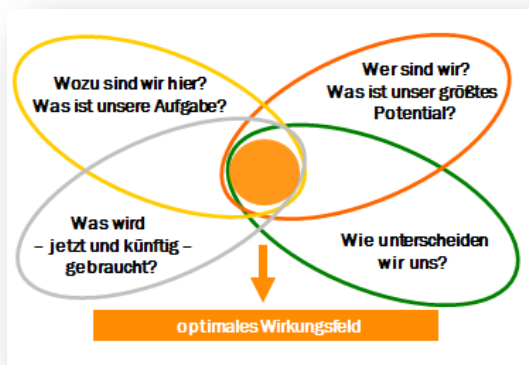 Wozu sind wir hier?
Was ist unsere Aufgabe?
Wer sind wir?
Was ist unser größtes
Potential?
Was wird
– jetzt und künftig –
gebraucht?
Wie unterscheiden
wir uns?
optimales Wirkungsfeld